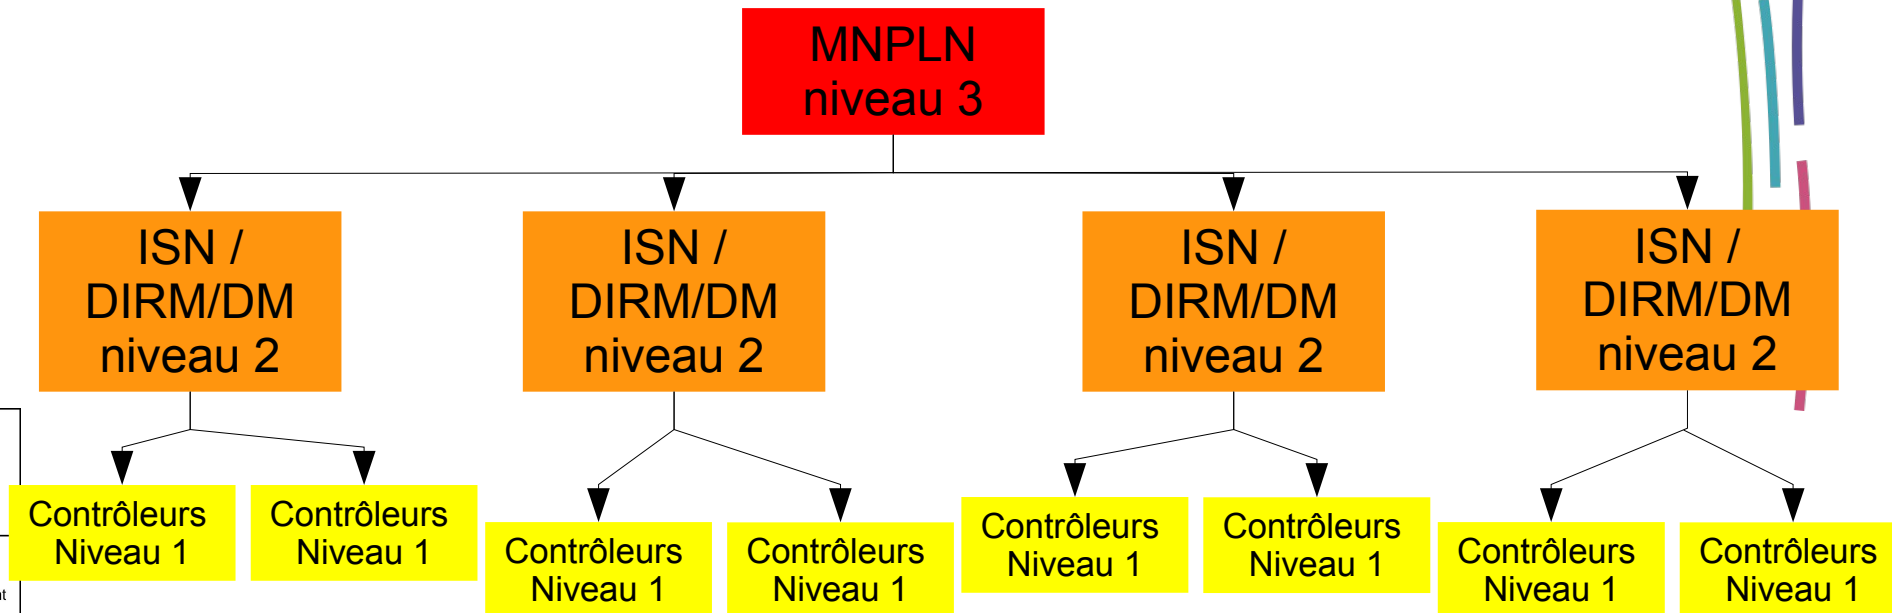 MNPLN
niveau 3
ISN /
DIRM/DM
niveau 2
ISN /
DIRM/DM
niveau 2
ISN /
DIRM/DM
niveau 2
ISN /
DIRM/DM
niveau 2
Contrôleurs
Niveau 1
Contrôleurs
Niveau 1
Contrôleurs
Niveau 1
Contrôleurs
Niveau 1
Contrôleurs
Niveau 1
Contrôleurs
Niveau 1
Contrôleurs
Niveau 1
Contrôleurs
Niveau 1